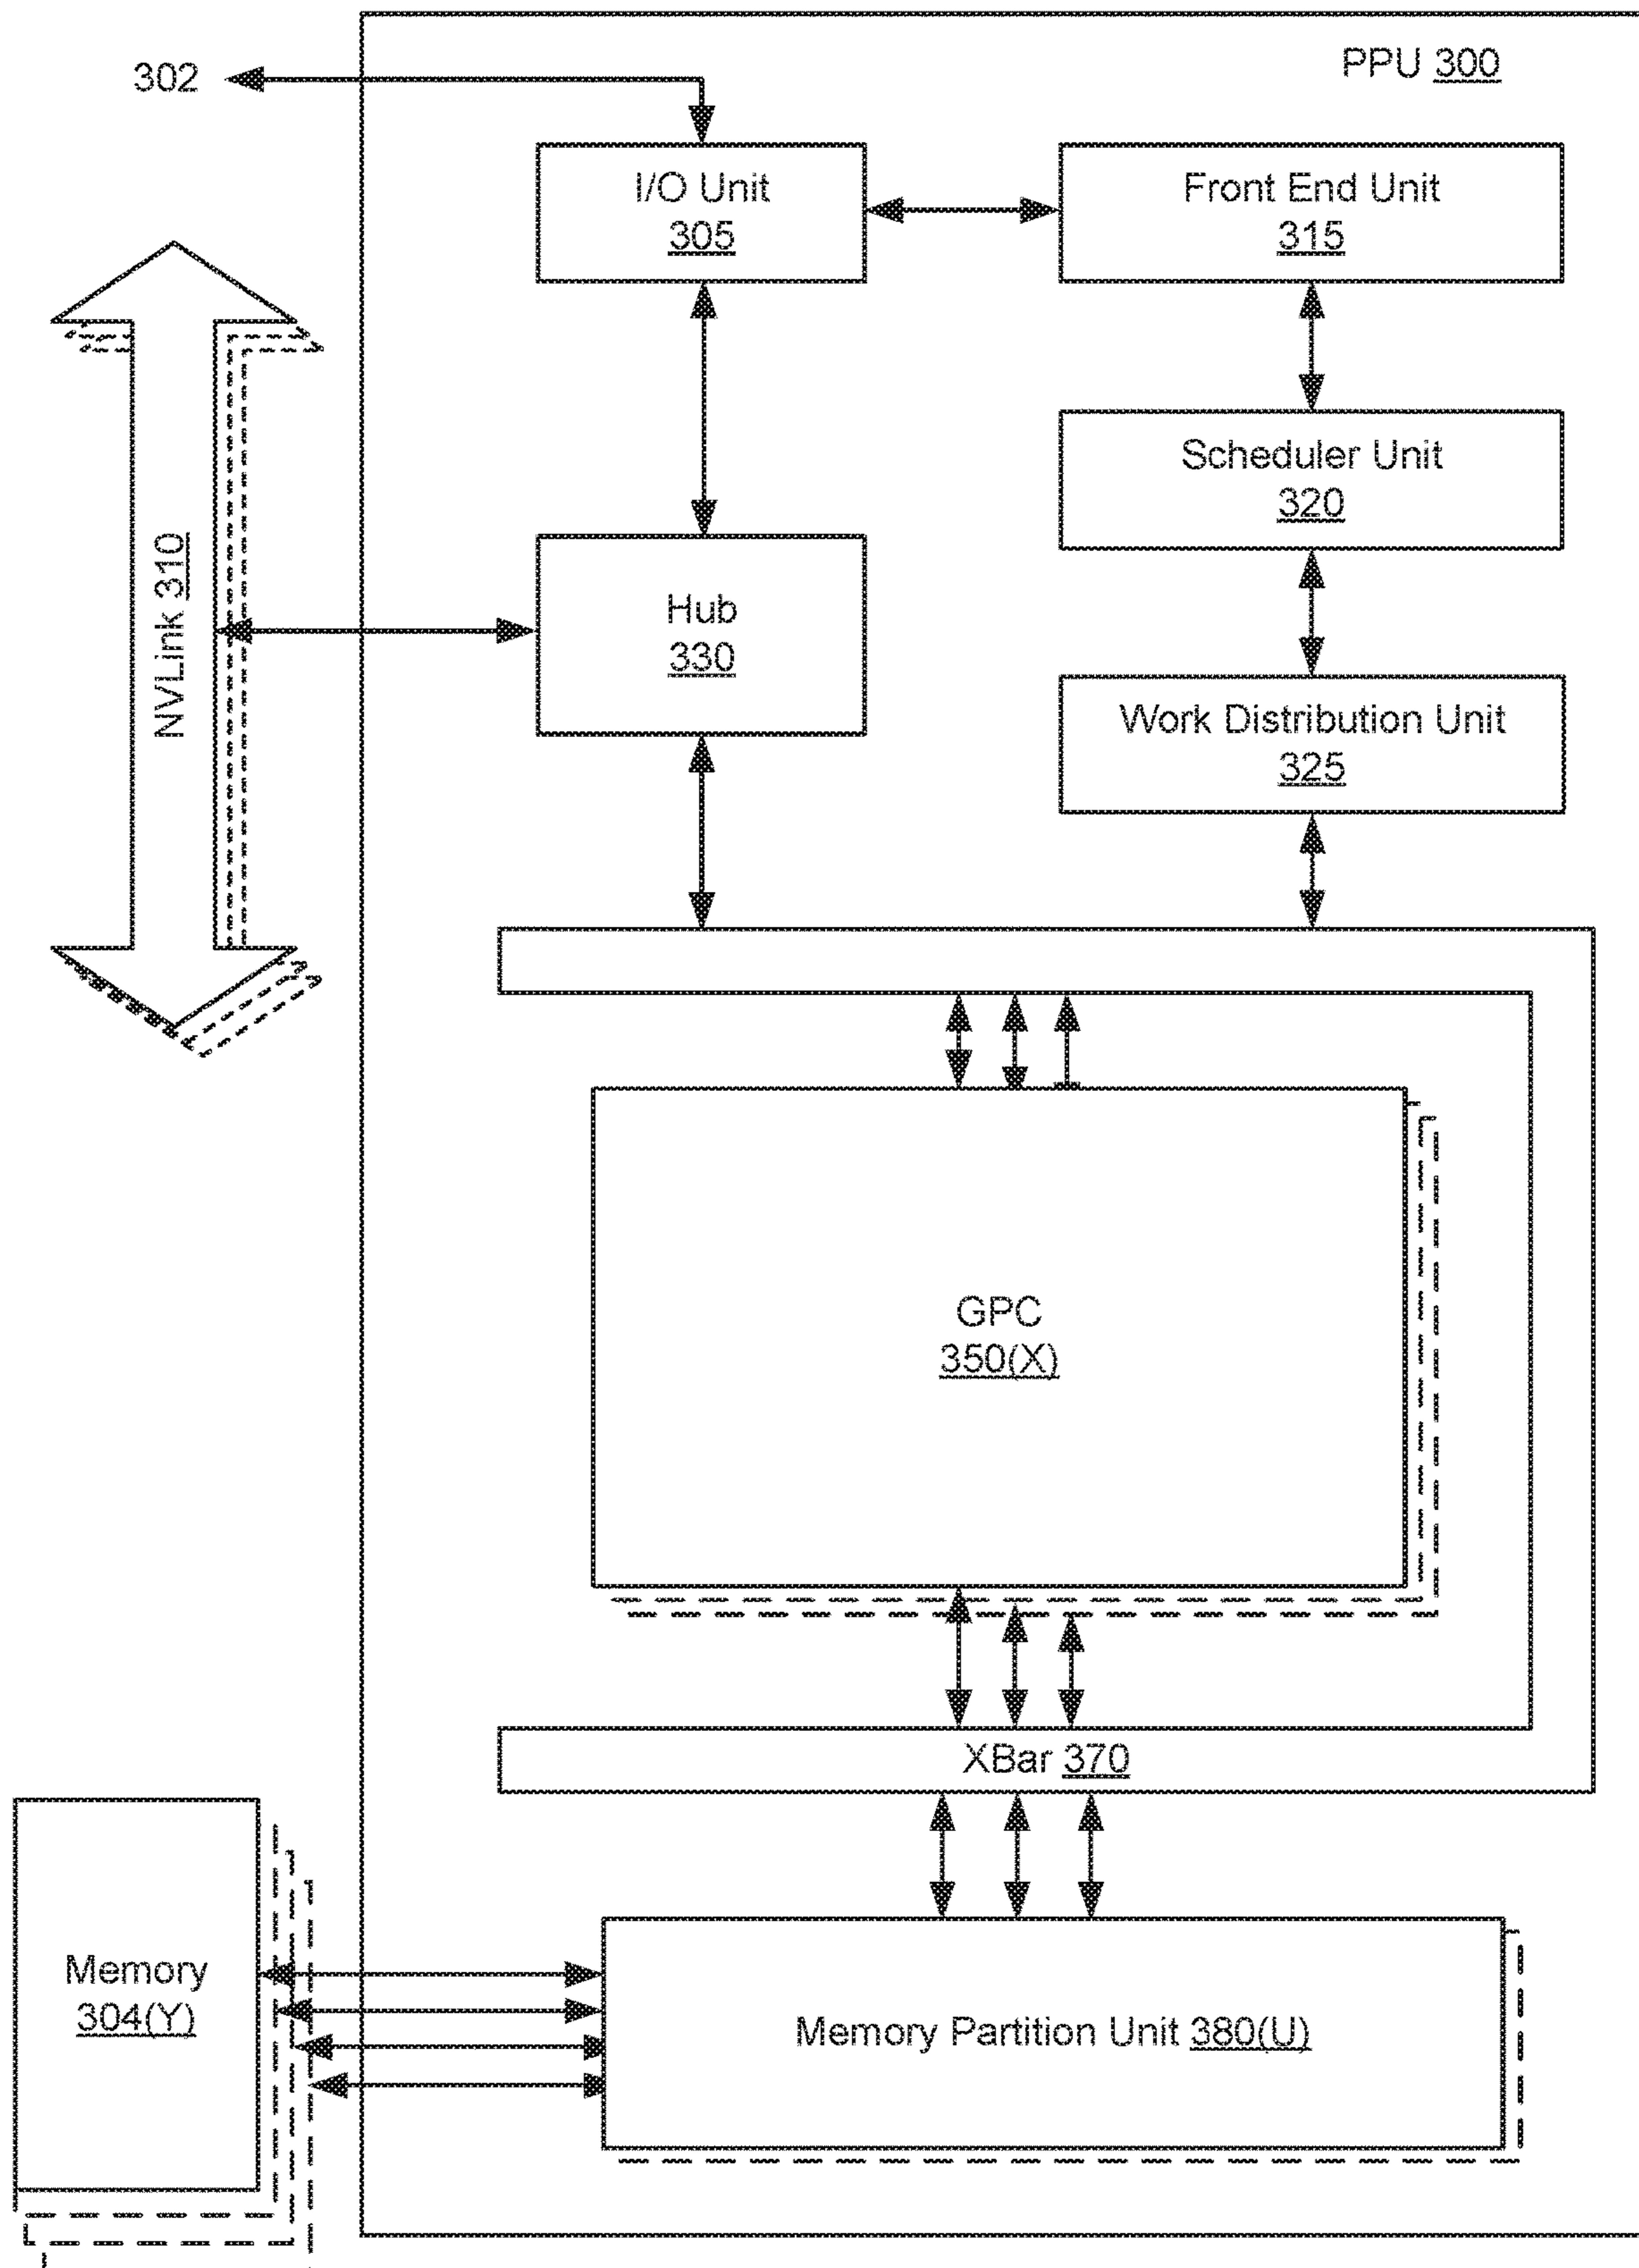 PPU 300
302
I/O Unit
305
Front End Unit
315
Scheduler Unit
320
NVLink 310
Hub
330
Work Distribution Unit
325
GPC
350(X)
XBar 370
Memory
304(Y)
Memory Partition Unit 380(U)